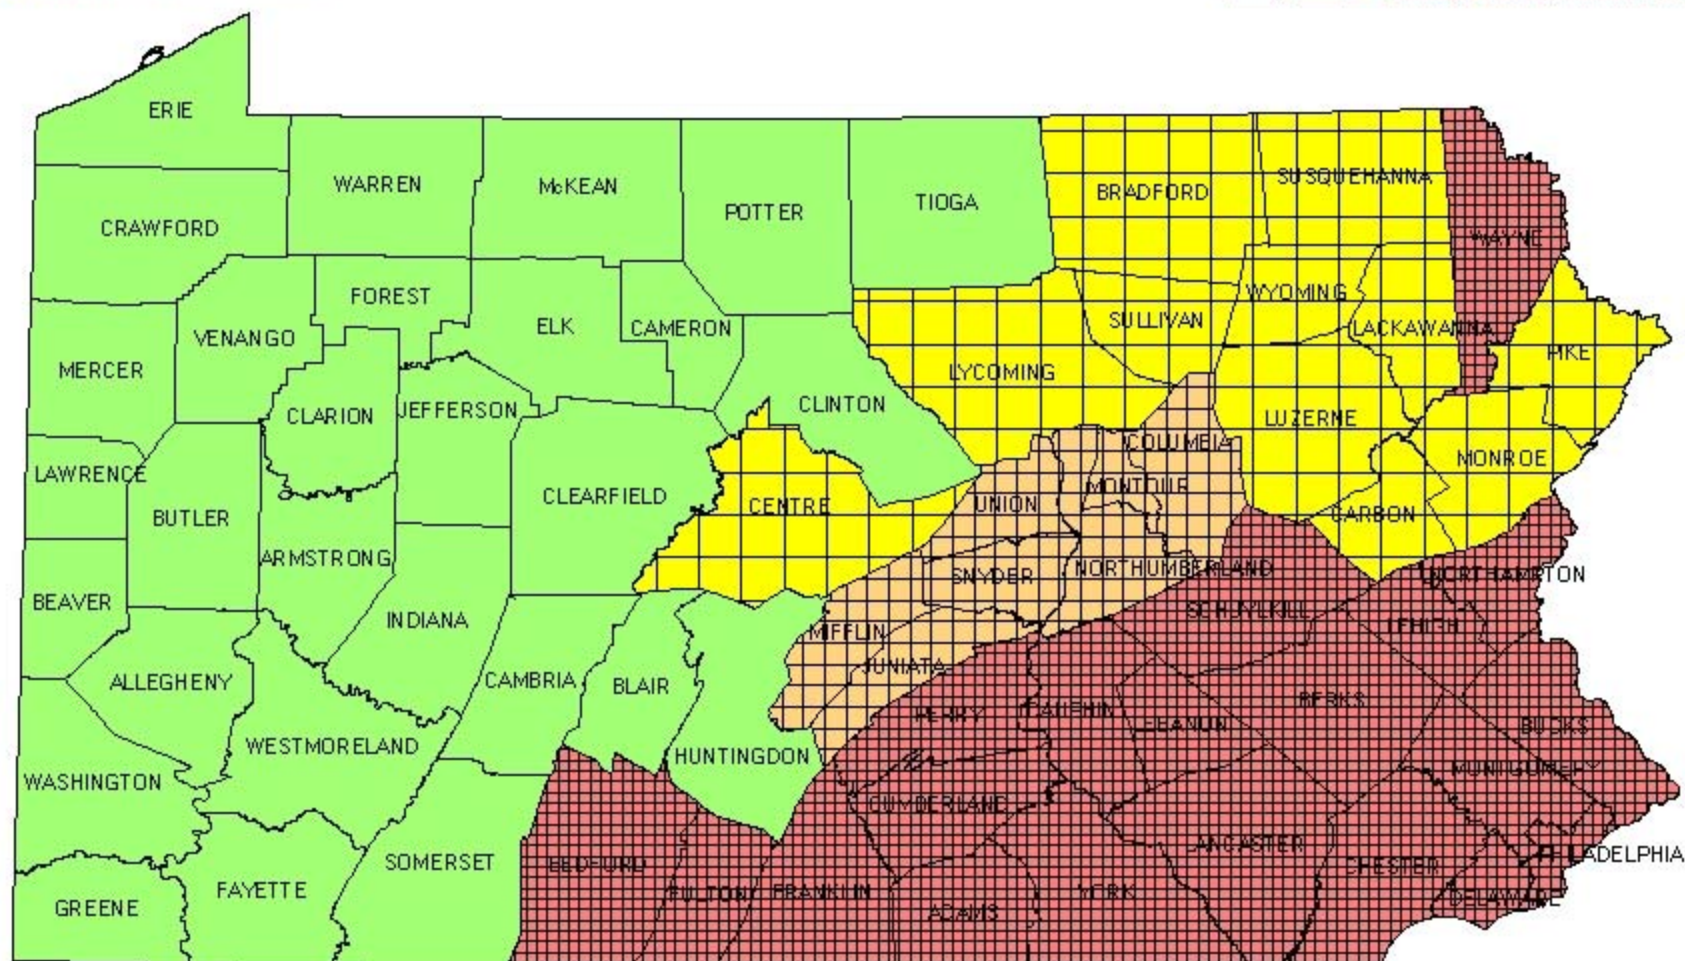 ERIE
WARREN
McKEAN
POTTER
TIOGA
BRADFORD
SUSQUEHANNA
WAYNE
CRAWFORD
FOREST
VENANGO
ELK
CAMERON
SULLIVAN
WYOMING
LACKAWANNA
PIKE
MERCER
CLARION
JEFFERSON
CLINTON
LYCOMING
COLUMBIA
LUZERNE
MONROE
LAWRENCE
BUTLER
CLEARFIELD
CENTRE
UNION
MONTOUR
CARBON
ARMSTRONG
SNYDER
NORTHUMBERLAND
NORTHAMPTON
BEAVER
INDIANA
MIFFLIN
SCHUYLKILL
LEHIGH
ALLEGHENY
CAMBRIA
BLAIR
JUNIATA
PERRY
DAUPHIN
LEBANON
BERKS
BUCKS
WESTMORELAND
HUNTINGDON
WASHINGTON
CUMBERLAND
MONTGOMERY
SOMERSET
BEDFORD
LANCASTER
CHESTER
PHILADELPHIA
GREENE
FAYETTE
FULTON
FRANKLIN
ADAMS
YORK
DELAWARE